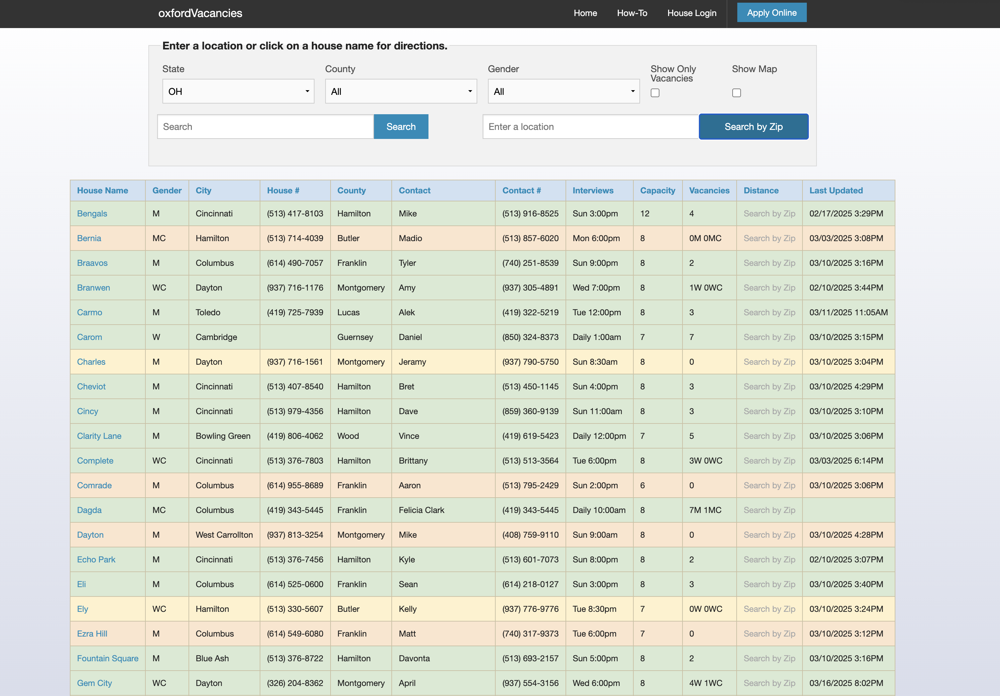 oxfordVacancies Home How-To House Login Apply Online
Enter a location or click on a house name for directions.
State County Gender Show Only Vacancies Show Map
OH All All
Search Search Enter a location Search by Zip
House Name Gender City House # County Contact Contact # Interviews Capacity Vacancies Distance Last Updated
Bengals M Cincinnati (513) 417-8103 Hamilton Mike (513) 916-8525 Sun 3:00pm 12 4 Search by Zip 02/17/2025 3:29PM
Bernia MC Hamilton (513) 714-4039 Butler Madio (513) 857-6020 Mon 6:00pm 8 0M 0MC Search by Zip 03/03/2025 3:08PM
Braavos M Columbus (614) 490-7057 Franklin Tyler (740) 251-8539 Sun 9:00pm 8 2 Search by Zip 03/10/2025 3:16PM
Branwen WC Dayton (937) 716-1176 Montgomery Amy (937) 305-4891 Wed 7:00pm 8 1W 0WC Search by Zip 02/10/2025 3:44PM
Carmo M Toledo (419) 725-7939 Lucas Alek (419) 322-5219 Tue 12:00pm 8 3 Search by Zip 03/11/2025 11:05AM
Carom W Cambridge Guernsey Daniel (850) 324-8373 Daily 1:00am 7 7 Search by Zip 03/10/2025 3:15PM
Charles M Dayton (937) 716-1561 Montgomery Jeramy (937) 790-5750 Sun 8:30am 8 0 Search by Zip 03/10/2025 3:04PM
Cheviot M Cincinnati (513) 407-8540 Hamilton Bret (513) 450-1145 Sun 4:00pm 8 3 Search by Zip 03/10/2025 4:29PM
Cincy M Cincinnati (513) 979-4356 Hamilton Dave (859) 360-9139 Sun 11:00am 8 3 Search by Zip 03/10/2025 3:10PM
Clarity Lane M Bowling Green (419) 806-4062 Wood Vince (419) 619-5423 Daily 12:00pm 7 5 Search by Zip 03/10/2025 3:06PM
Complete WC Cincinnati (513) 376-7803 Hamilton Brittany (513) 513-3564 Tue 6:00pm 8 3W 0WC Search by Zip 03/03/2025 6:14PM
Comrade M Columbus (614) 955-8689 Franklin Aaron (513) 795-2429 Sun 2:00pm 6 0 Search by Zip 03/10/2025 3:06PM
Dagda MC Columbus (419) 343-5445 Franklin Felicia Clark (419) 343-5445 Daily 10:00am 8 7M 1MC Search by Zip
Dayton M West Carrollton (937) 813-3254 Montgomery Mike (408) 759-9110 Sun 9:00am 8 0 Search by Zip 03/10/2025 4:28PM
Echo Park M Cincinnati (513) 376-7456 Hamilton Kyle (513) 601-7073 Sun 8:00pm 8 2 Search by Zip 02/10/2025 3:07PM
Eli M Columbus (614) 525-0600 Franklin Sean (614) 218-0127 Sun 3:00pm 8 3 Search by Zip 03/10/2025 3:40PM
Ely WC Hamilton (513) 330-5607 Butler Kelly (937) 776-9776 Tue 8:30pm 7 0W 0WC Search by Zip 03/10/2025 3:24PM
Ezra Hill M Columbus (614) 549-6080 Franklin Matt (740) 317-9373 Tue 6:00pm 7 0 Search by Zip 03/10/2025 3:12PM
Fountain Square M Blue Ash (513) 376-8722 Hamilton Davonta (513) 693-2157 Sun 5:00pm 8 2 Search by Zip 03/10/2025 3:16PM
Gem City WC Dayton (326) 204-8362 Montgomery April (937) 554-3156 Wed 6:00pm 8 4W 1WC Search by Zip 03/16/2025 8:02PM